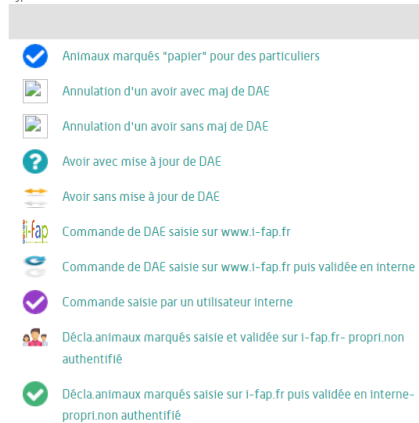 Animaux marqués "papier" pour des particuliers
Annulation d'un avoir avec maj de DAE
Annulation d'un avoir sans maj de DAE
?
Avoir avec mise à jour de DAE
Avoir sans mise à jour de DAE
i-fap
Commande de DAE saisie sur www.i-fap.fr
Commande de DAE saisie sur www.i-fap.fr puis validée en interne
Commande saisie par un utilisateur interne
Décla.animaux marqués saisie et validée sur i-fap.fr- propri.non
authentifié
Décla.animaux marqués saisie sur i-fap.fr puis validée en interne-
propri.non authentifié